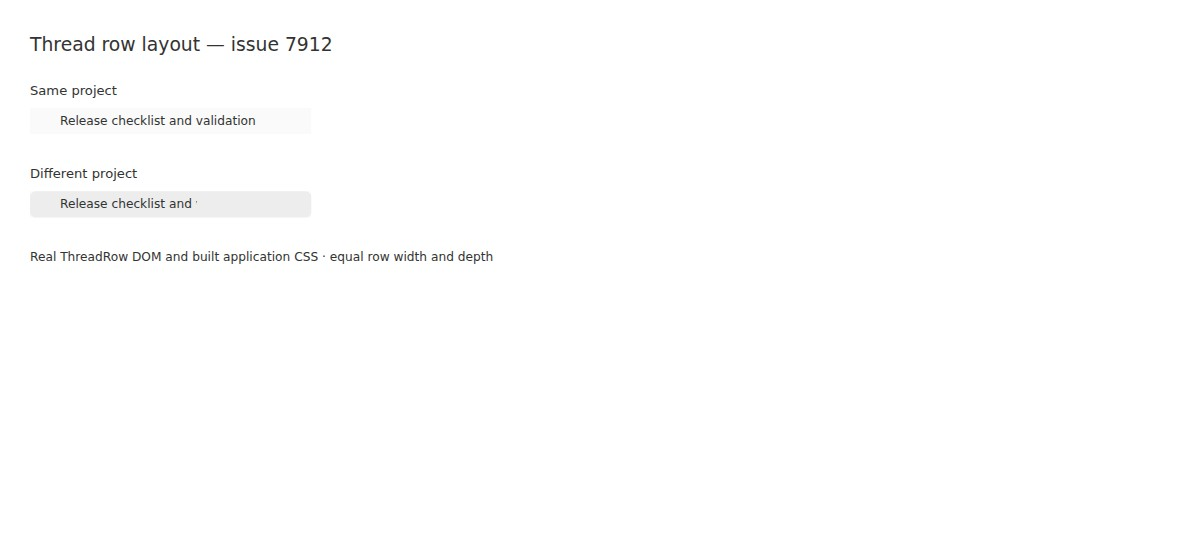 Thread row layout — issue 7912
Same project
Release checklist and validation
Different project
Release checklist and
Real ThreadRow DOM and built application CSS · equal row width and depth